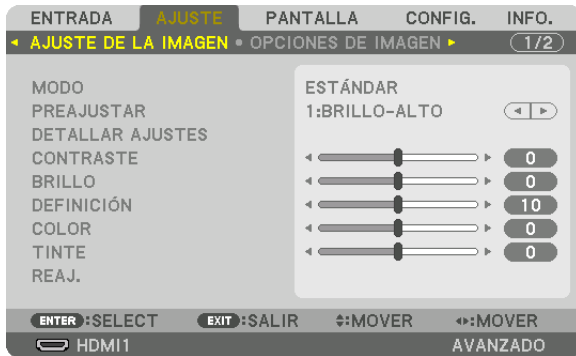 ENTRADA AJUSTE PANTALLA CONFIG. INFO.
AJUSTE DE LA IMAGEN • OPCIONES DE IMAGEN 1/2
MODO ESTÁNDAR
PREAJUSTAR 1:BRILLO-ALTO
DETALLAR AJUSTES
CONTRASTE 0
BRILLO 0
DEFINICIÓN 10
COLOR 0
TINTE 0
REAJ.
ENTER :SELECT EXIT :SALIR :MOVER :MOVER
HDMI1 AVANZADO